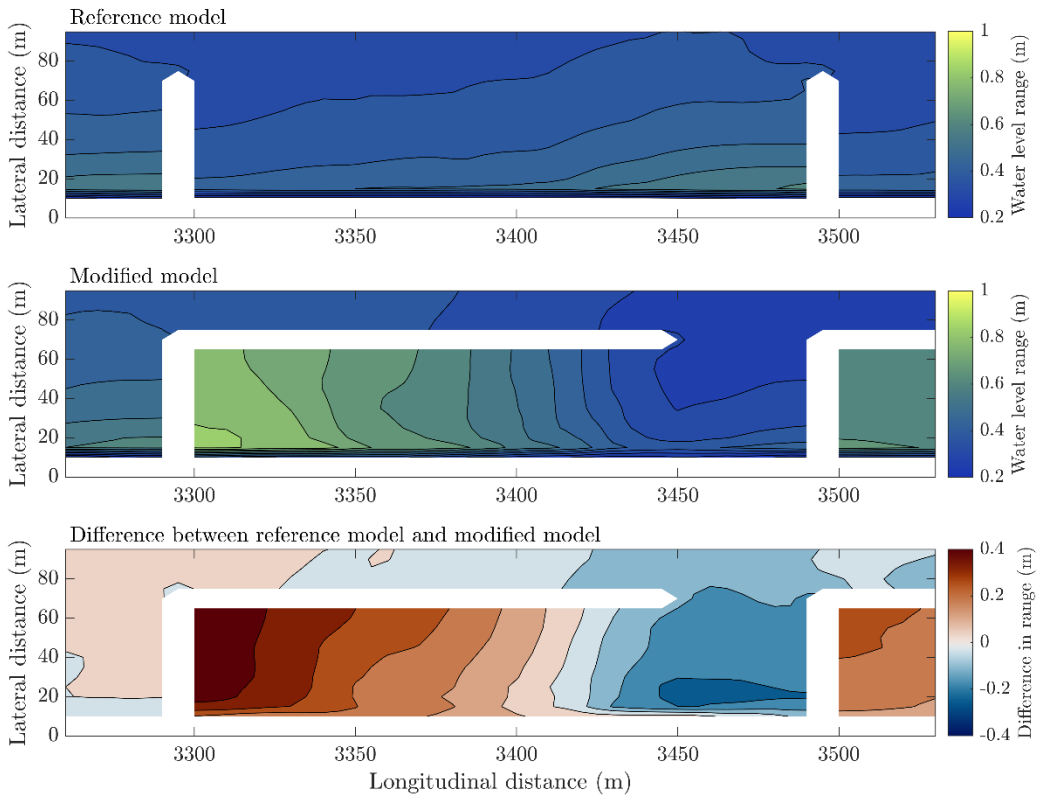 Reference model
Lateral distance (m)
80
60
40
20
0
3300 3350 3400 3450 3500
1
0.8
0.6
0.4
0.2
Water level range (m)
Modified model
Lateral distance (m)
80
60
40
20
0
3300 3350 3400 3450 3500
1
0.8
0.6
0.4
0.2
Water level range (m)
Difference between reference model and modified model
Lateral distance (m)
80
60
40
20
0
3300 3350 3400 3450 3500
Longitudinal distance (m)
0.4
0.2
0
-0.2
-0.4
Difference in range (m)